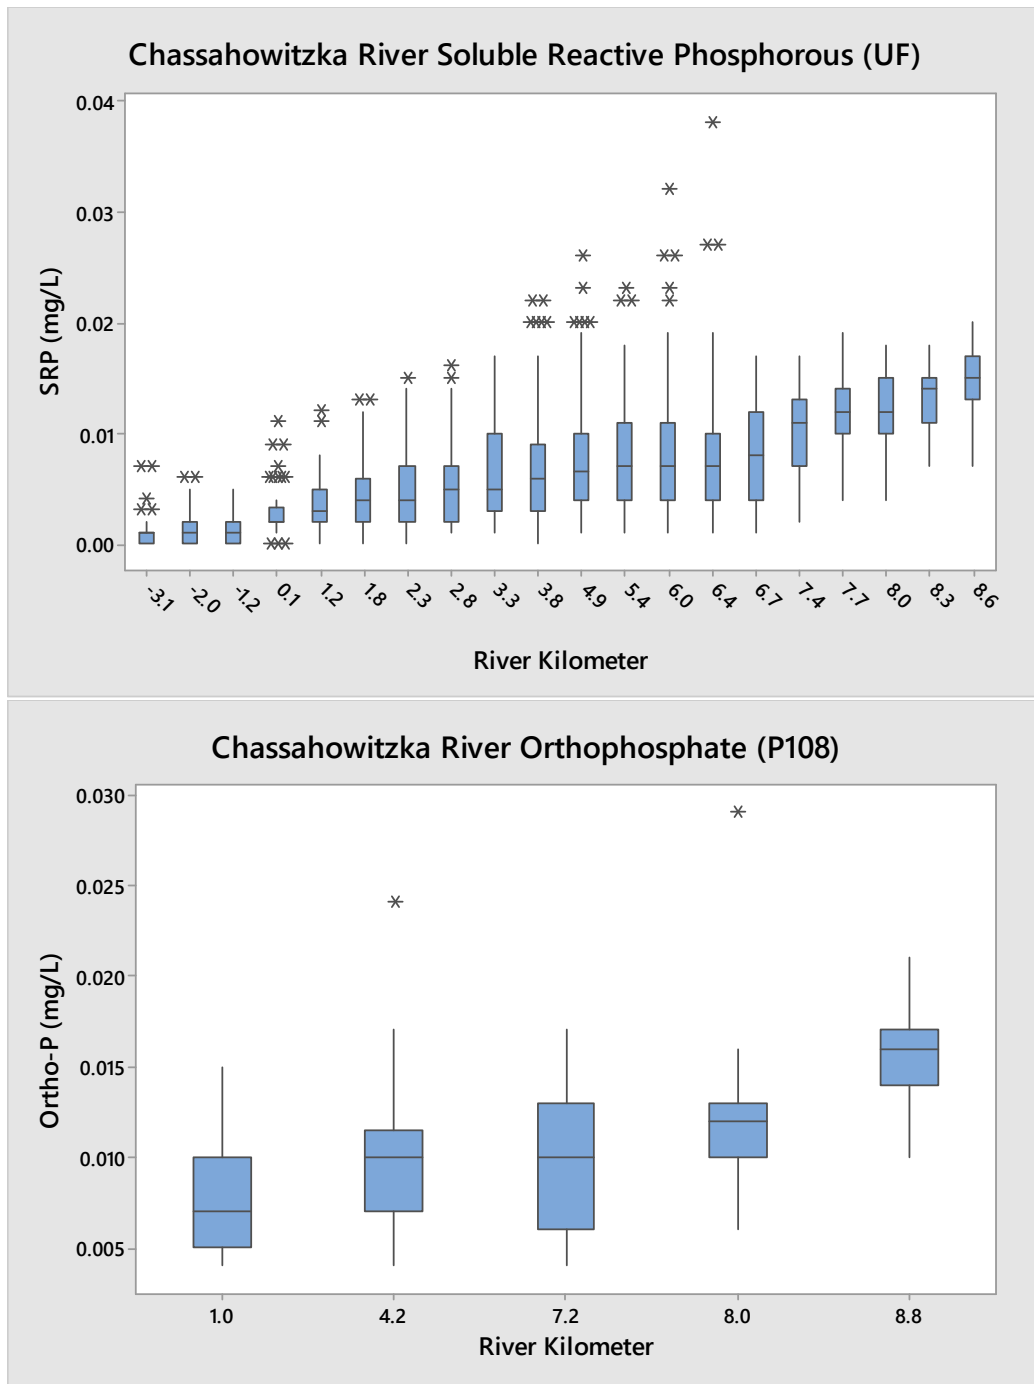 Chassahowitzka River Soluble Reactive Phosphorous (UF)
0.04
0.03
0.02
0.01
0.00
SRP (mg/L)
-3.1 -2.0 -1.2 0.1 1.2 1.8 2.3 2.8 3.3 3.8 4.9 5.4 6.0 6.4 6.7 7.4 7.7 8.0 8.3 8.6
River Kilometer
Chassahowitzka River Orthophosphate (P108)
0.030
0.025
0.020
0.015
0.010
0.005
Ortho-P (mg/L)
1.0 4.2 7.2 8.0 8.8
River Kilometer